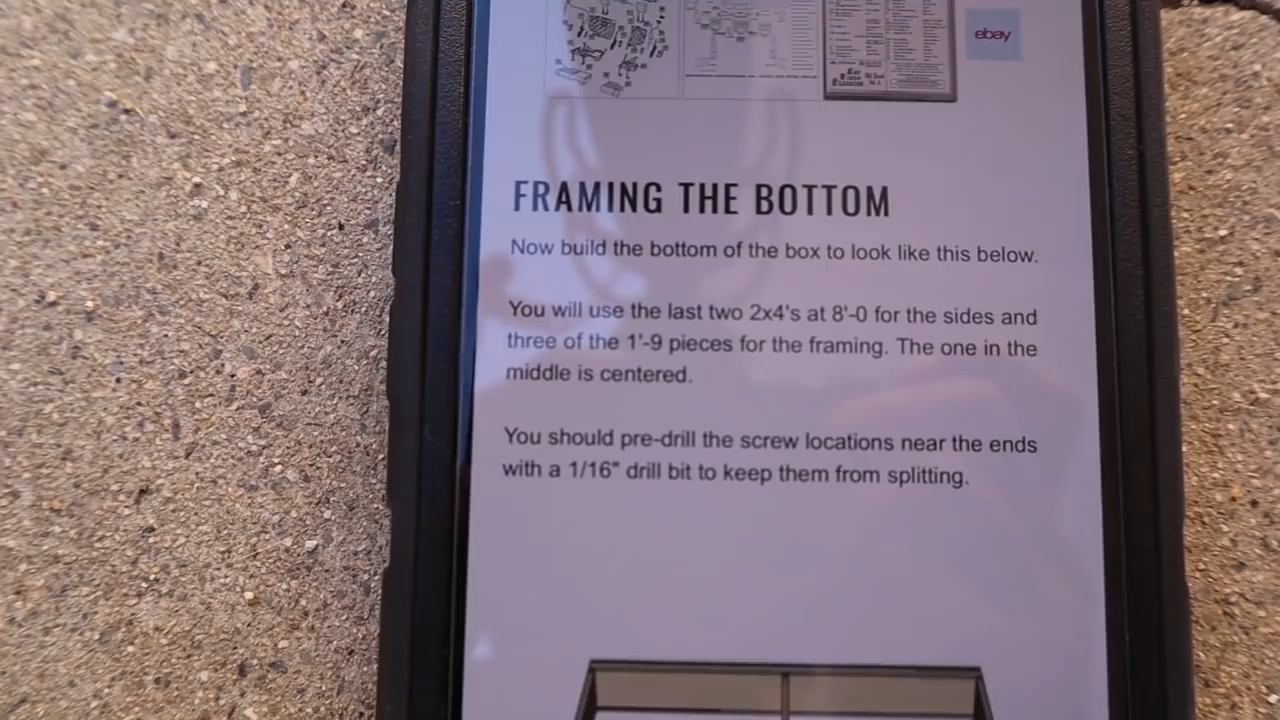 ebay
FRAMING THE BOTTOM
Now build the bottom of the box to look like this below.
You will use the last two 2x4's at 8'-0 for the sides and
three of the 1'-9 pieces for the framing. The one in the
middle is centered.
You should pre-drill the screw locations near the ends
with a 1/16" drill bit to keep them from splitting.